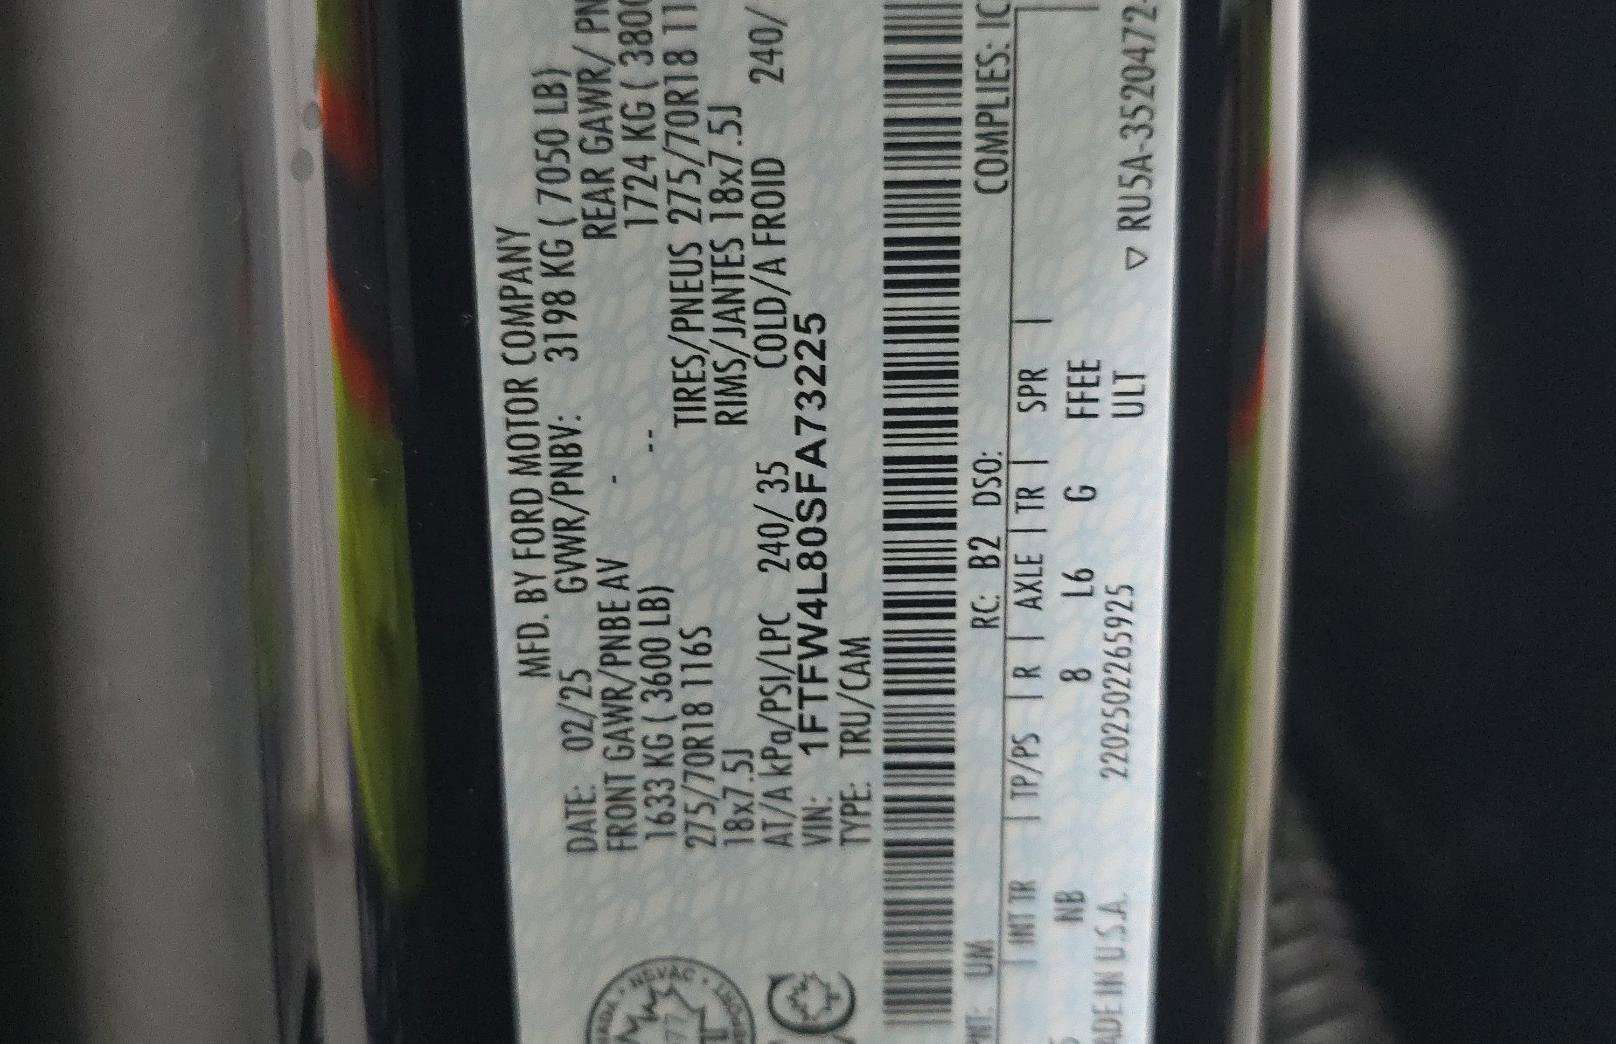 MFD. BY FORD MOTOR COMPANY
DATE: 02/25 GVWR/PNBV: 3198 KG ( 7050 LB)
FRONT GAWR/PNBE AV - REAR GAWR/
1633 KG ( 3600 LB) -- 1724 KG (
275/70R18 116S TIRES/PNEUS 275/70R18
18x7.5J RIMS/JANTES 18x7.5J
AT/A kPa/PSI/LPC 240/ 35 COLD/A FROID 240/
VIN: 1FTFW4L80SFA73225
TYPE: TRU/CAM
UM RC: B2 DSO: COMPLIES:
| INT TR | TP/PS | R | AXLE | TR | SPR |
NB 8 L6 G FFEE
IN U.S.A. 2202502265925 ULT ▽ RU5A-3520472-